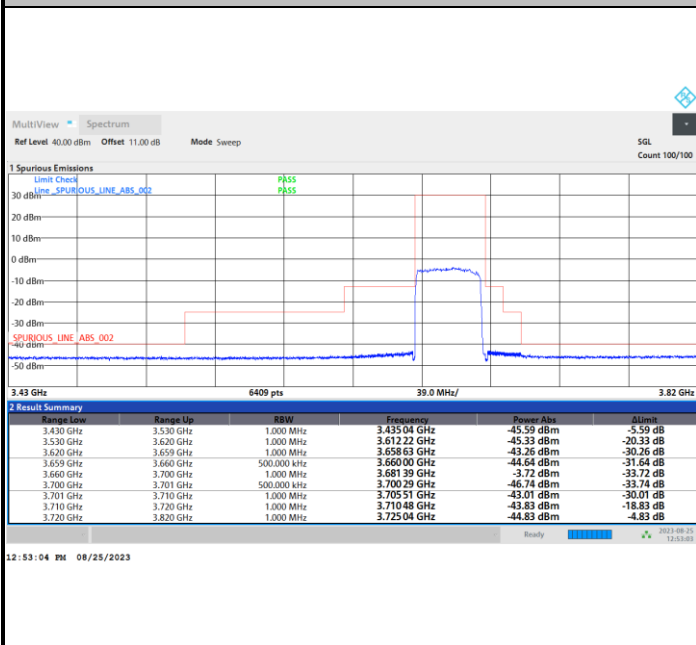 MultiView Spectrum
Ref Level 40.00 dBm Offset 11.00 dB Mode Sweep SGL
Count 100/100
1 Spurious Emissions
Limit Check PASS
Line _SPURIOUS_LINE_ABS_002 PASS
30 dBm
20 dBm
10 dBm
0 dBm
-10 dBm
-20 dBm
-30 dBm
SPURIOUS_LINE_ABS_002
-40 dBm
-50 dBm
3.43 GHz 6409 pts 39.0 MHz/ 3.82 GHz
2 Result Summary
Range Low Range Up RBW Frequency Power Abs ΔLimit
3.430 GHz 3.530 GHz 1.000 MHz 3.435 04 GHz -45.59 dBm -5.59 dB
3.530 GHz 3.620 GHz 1.000 MHz 3.612 22 GHz -45.33 dBm -20.33 dB
3.620 GHz 3.659 GHz 1.000 MHz 3.658 63 GHz -43.26 dBm -30.26 dB
3.659 GHz 3.660 GHz 500.000 kHz 3.660 00 GHz -44.64 dBm -31.64 dB
3.660 GHz 3.700 GHz 1.000 MHz 3.681 39 GHz -3.72 dBm -33.72 dB
3.700 GHz 3.701 GHz 500.000 kHz 3.700 29 GHz -46.74 dBm -33.74 dB
3.701 GHz 3.710 GHz 1.000 MHz 3.705 51 GHz -43.01 dBm -30.01 dB
3.710 GHz 3.720 GHz 1.000 MHz 3.710 48 GHz -43.83 dBm -18.83 dB
3.720 GHz 3.820 GHz 1.000 MHz 3.725 04 GHz -44.83 dBm -4.83 dB
Ready 2023-08-25
12:53:03
12:53:04 PM 08/25/2023